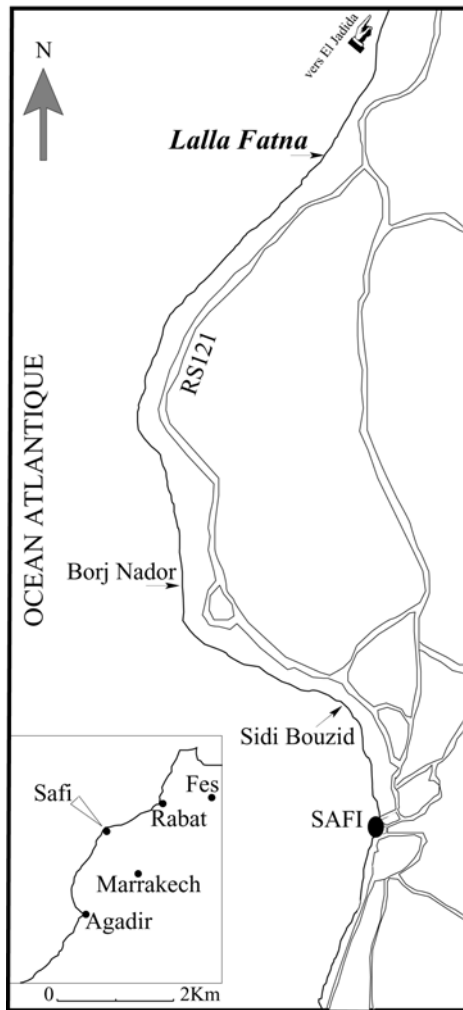 vers El Jadida
N
Lalla Fatna
RS121
OCEAN ATLANTIQUE
Borj Nador
Sidi Bouzid
SAFI
Safi
Fes
Rabat
Marrakech
Agadir
0 2Km